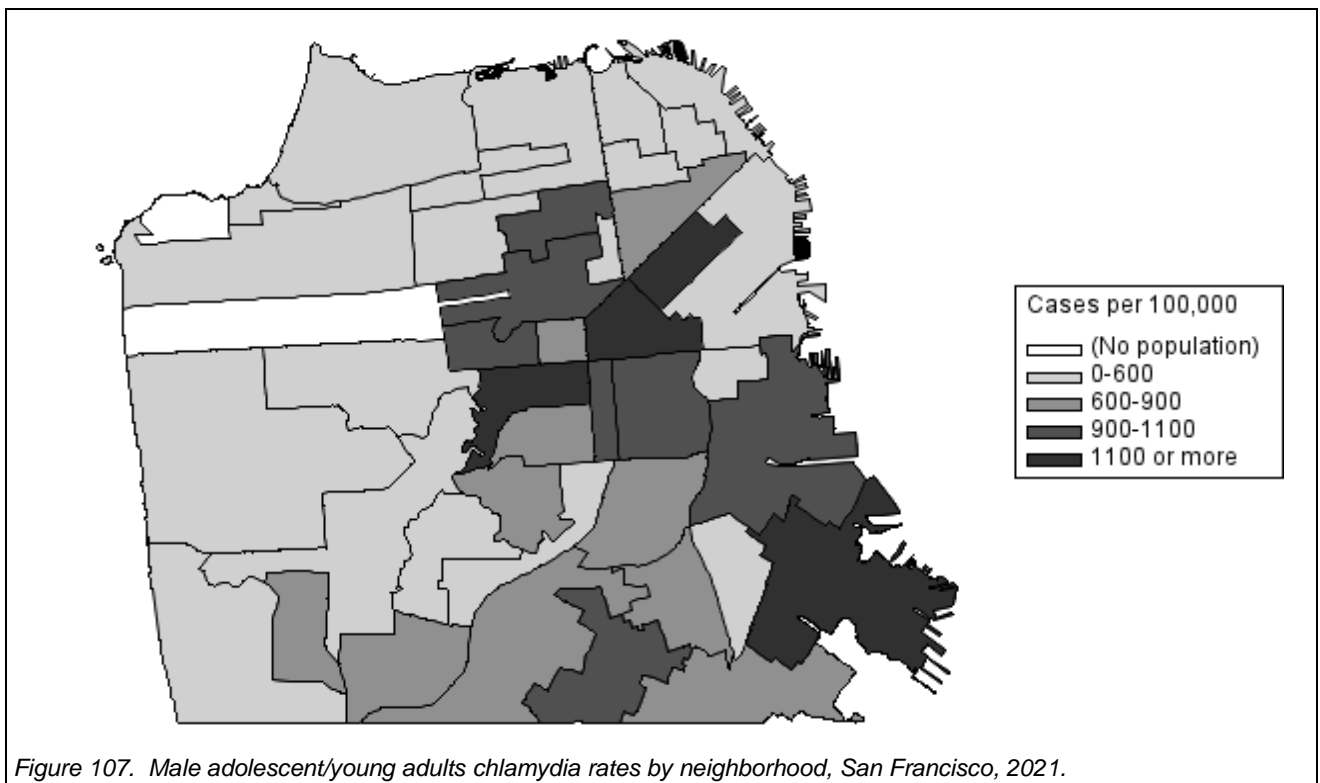 Cases per 100,000
(No population)
0-600
600-900
900-1100
1100 or more
Figure 107. Male adolescent/young adults chlamydia rates by neighborhood, San Francisco, 2021.